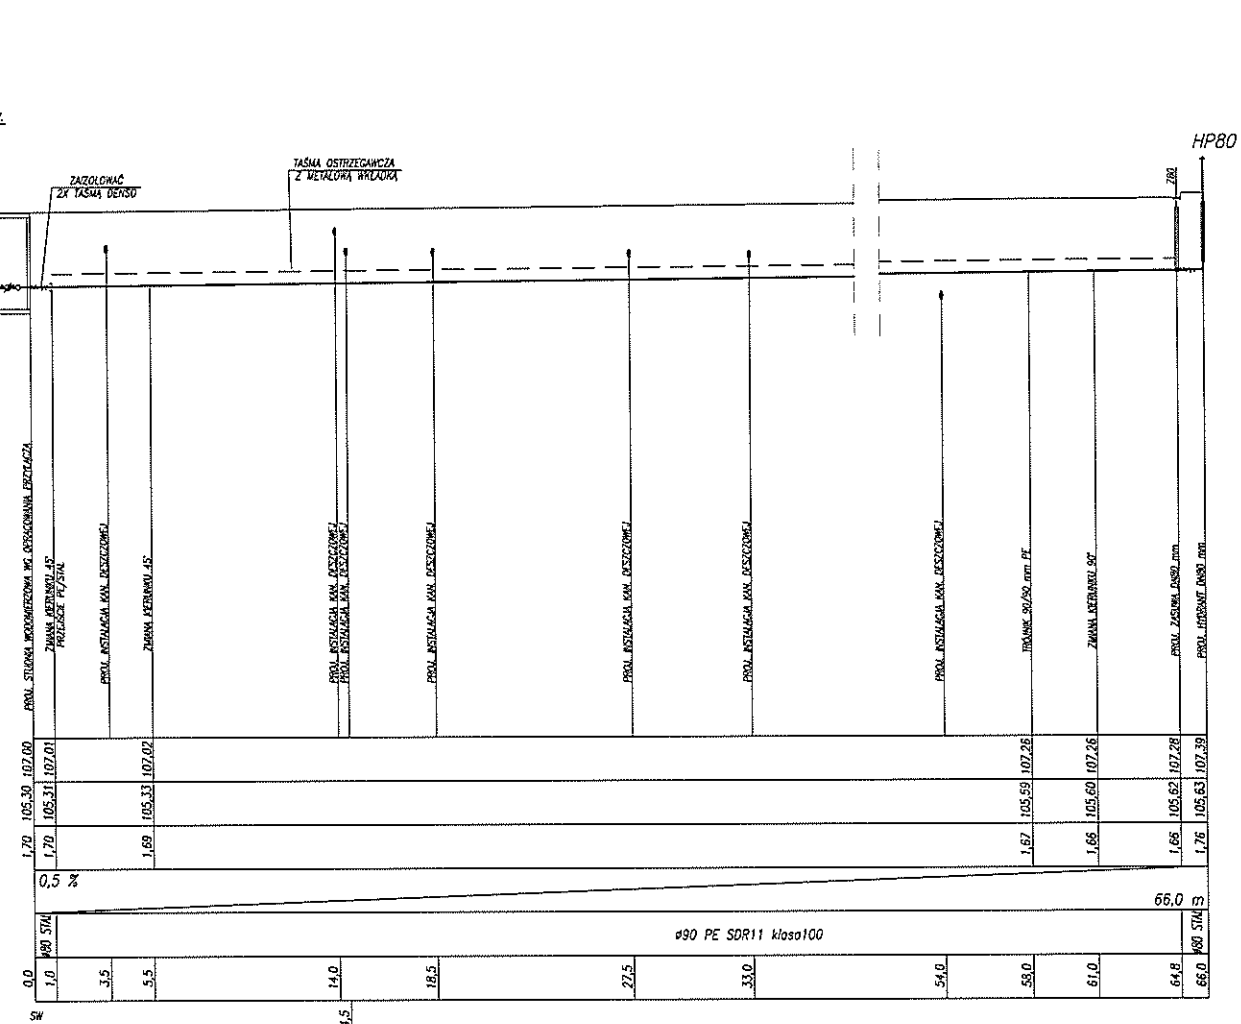 HP80
ZAIZOLOWAĆ
2X TAŚMĄ DENSO
TAŚMA OSTRZEGAWCZA
Z METALOWĄ WKŁADKĄ
Z80
PROJ. STUDNIA WODOMIERZOWA WG. OPRACOWANIA PRZYŁĄCZA
ZMIANA KIERUNKU 45°
PRZEJŚCIE PE/STAL
PROJ. INSTALACJA KAN. DESZCZOWEJ
ZMIANA KIERUNKU 45°
PROJ. INSTALACJA KAN. DESZCZOWEJ
PROJ. INSTALACJA KAN. DESZCZOWEJ
PROJ. INSTALACJA KAN. DESZCZOWEJ
PROJ. INSTALACJA KAN. DESZCZOWEJ
PROJ. INSTALACJA KAN. DESZCZOWEJ
PROJ. INSTALACJA KAN. DESZCZOWEJ
TRÓJNIK 90/90 mm PE
ZMIANA KIERUNKU 90°
PROJ. ZASUWA DN80 mm
PROJ. HYDRANT DN80 mm
107,00 107,01 107,02 107,26 107,26 107,28 107,39
105,30 105,31 105,33 105,59 105,60 105,62 105,63
1,70 1,70 1,69 1,67 1,66 1,66 1,76
0,5 %
66,0 m
ø80 STAL ø90 PE SDR11 klasa100 ø80 STAL
0,0 1,0 3,5 5,5 14,0 18,5 27,5 33,0 54,0 58,0 61,0 64,8 66,0
SW